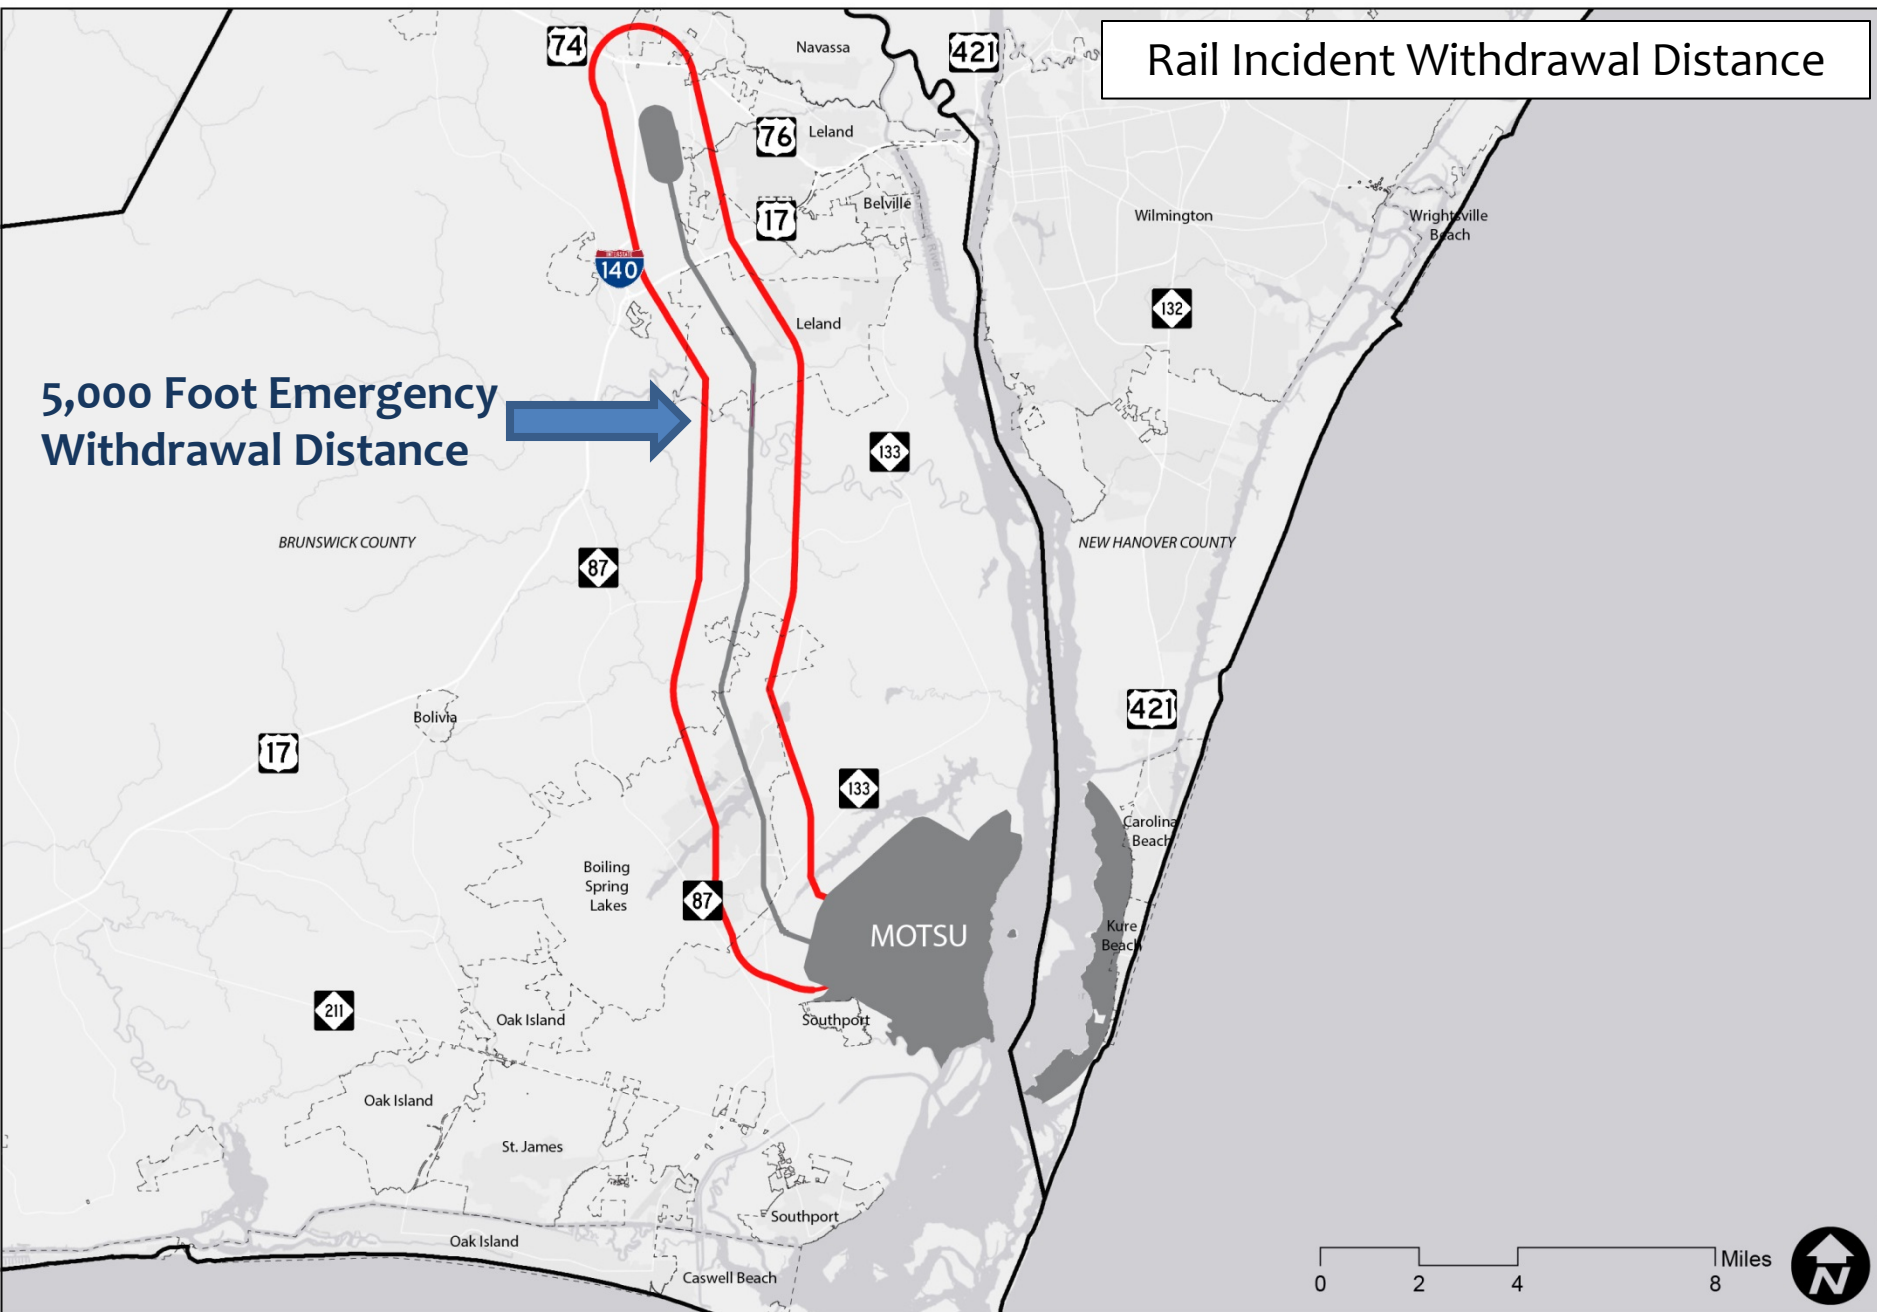 Rail Incident Withdrawal Distance
74
Navassa
421
76
Leland
17
Belville
Wilmington
Wrightsville
Beach
River
140
132
Leland
5,000 Foot Emergency
Withdrawal Distance
133
BRUNSWICK COUNTY
87
NEW HANOVER COUNTY
Bolivia
17
421
133
Carolina
Beach
Boiling
Spring
Lakes
87
MOTSU
Kure
Beach
211
Oak Island
Southport
Oak Island
St. James
Southport
Oak Island
Caswell Beach
Miles
0 2 4 8
N